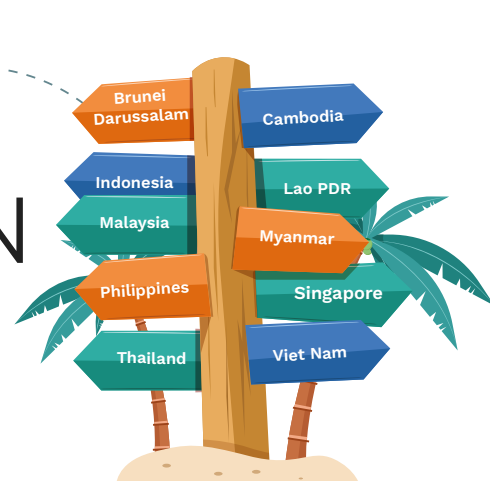 Brunei
Darussalam
Cambodia
Indonesia
Lao PDR
Malaysia
N
Myanmar
Philippines
Singapore
Thailand
Viet Nam